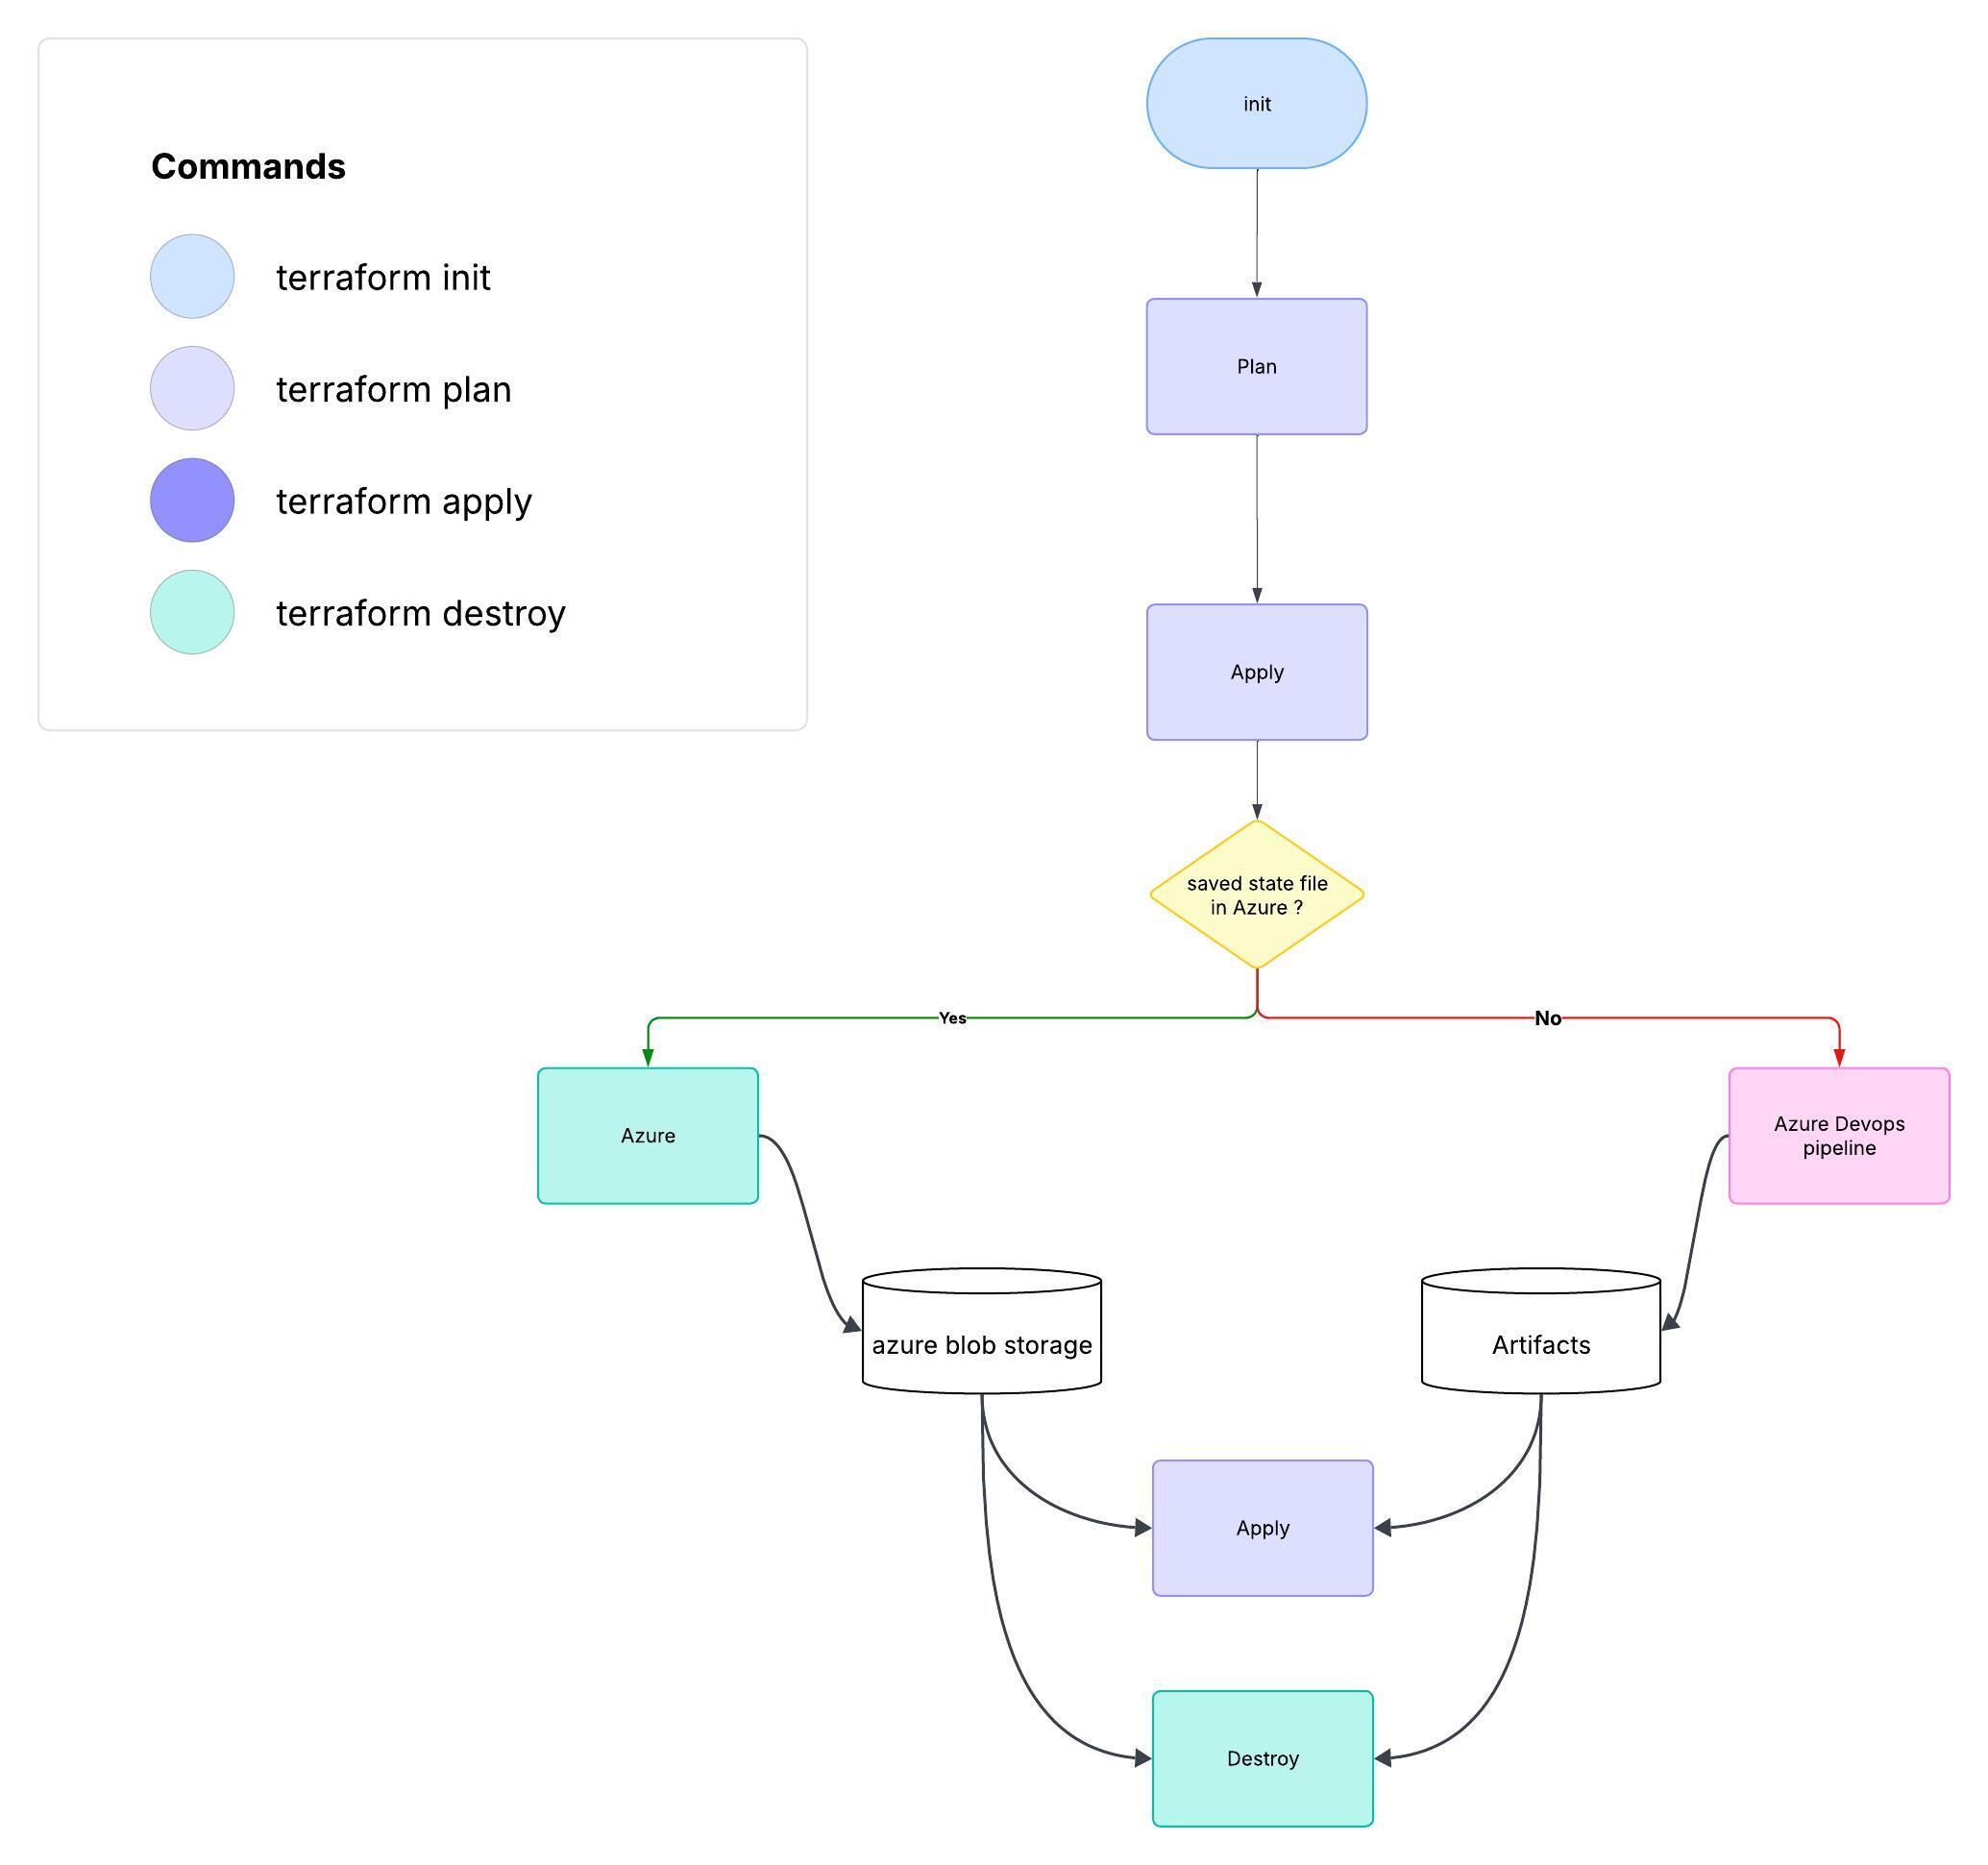 Commands
terraform init
terraform plan
terraform apply
terraform destroy
init
Plan
Apply
saved state file
in Azure ?
Yes
No
Azure
Azure Devops
pipeline
azure blob storage
Artifacts
Apply
Destroy